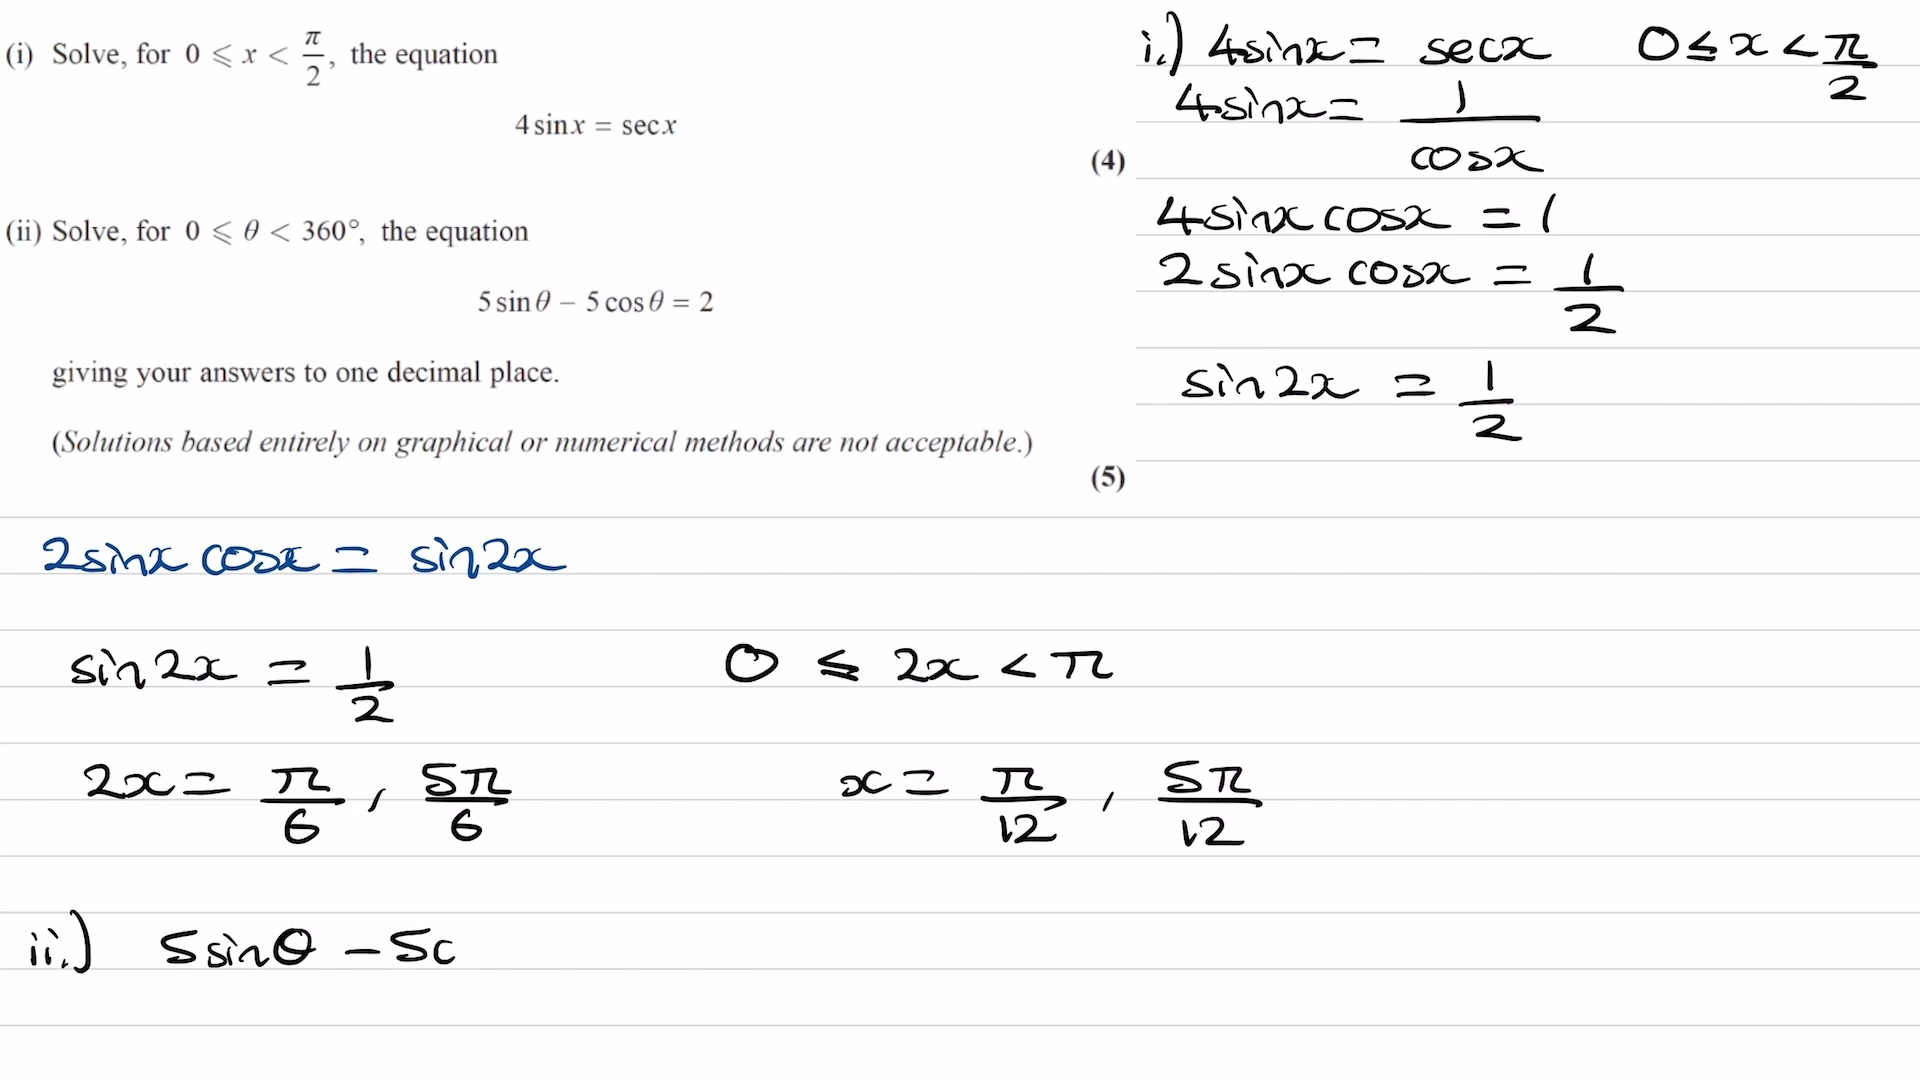 (i) Solve, for 0 ⩽ x < π/2, the equation
4 sin x = sec x
(4)
(ii) Solve, for 0 ⩽ θ < 360°, the equation
5 sin θ – 5 cos θ = 2
giving your answers to one decimal place.
(Solutions based entirely on graphical or numerical methods are not acceptable.)
(5)
i.) 4sinx = secx 0 ≤ x < π/2
4sinx = 1/cosx
4sinx cosx = 1
2sinx cosx = 1/2
sin2x = 1/2
2sinx cosx = sin2x
sin2x = 1/2 0 ≤ 2x < π
2x = π/6 , 5π/6 x = π/12 , 5π/12
ii.) 5sinθ – 5c